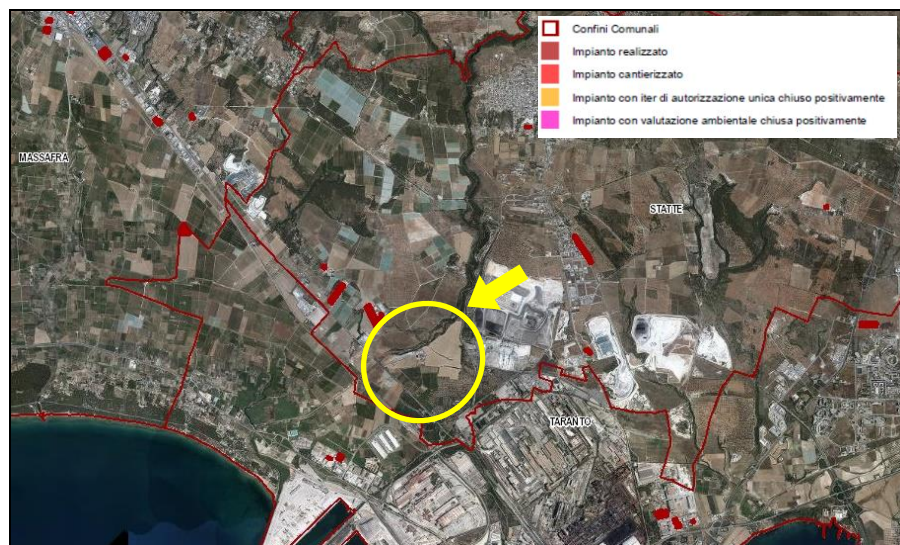 Confini Comunali
Impianto realizzato
Impianto cantierizzato
Impianto con iter di autorizzazione unica chiuso positivamente
Impianto con valutazione ambientale chiusa positivamente
MASSAFRA
STATTE
TARANTO